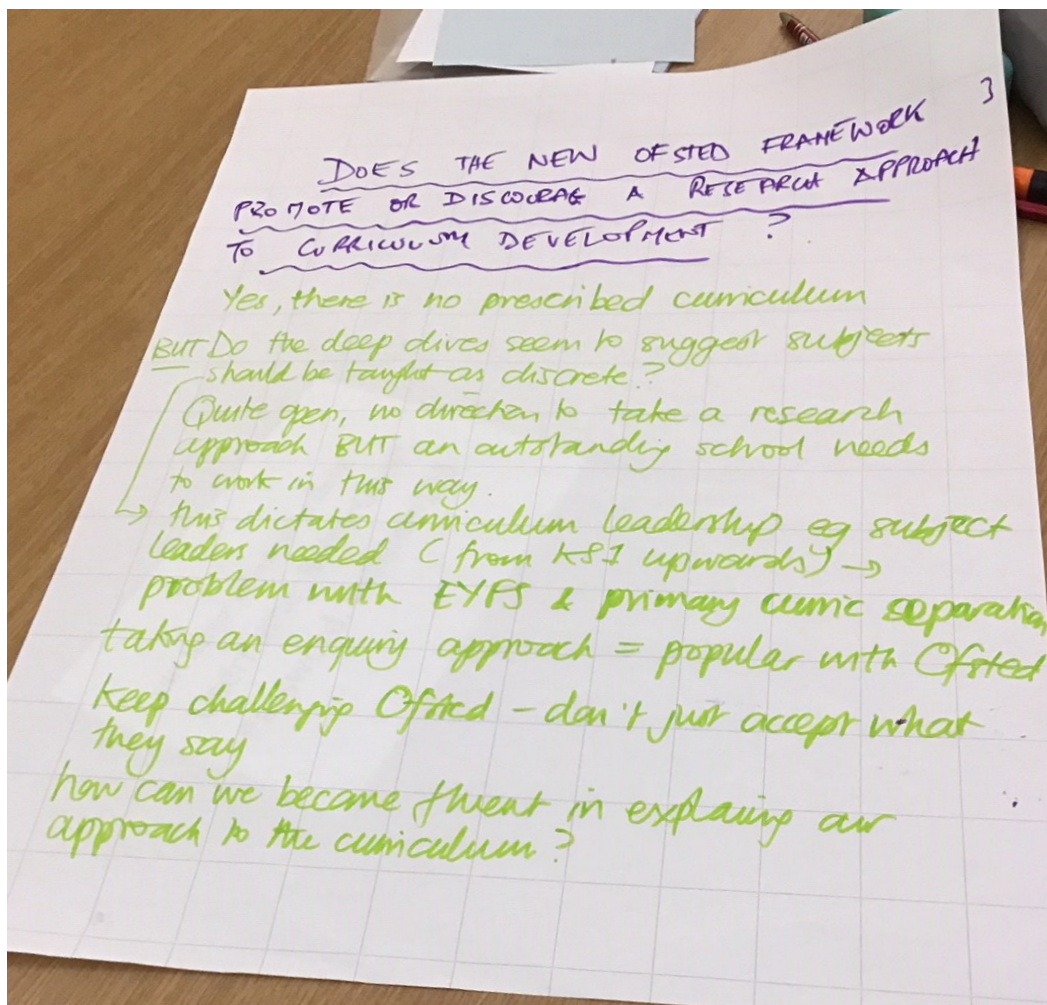 3
DOES THE NEW OFSTED FRAMEWORK
PROMOTE OR DISCOURAG A RESEARCH APPROACH
TO CURRICULUM DEVELOPMENT ?
Yes, there is no prescribed curriculum
BUT Do the deep dives seem to suggest subjects
should be taught as discrete?
Quite open, no direction to take a research
approach BUT an outstanding school needs
to work in this way.
→ this dictates curriculum leadership eg subject
leaders needed (from KS1 upwards) →
problem with EYFS & primary curric separation
taking an enquiry approach = popular with Ofsted
keep challenging Ofsted - don't just accept what
they say
how can we become fluent in explaining our
approach to the curriculum?